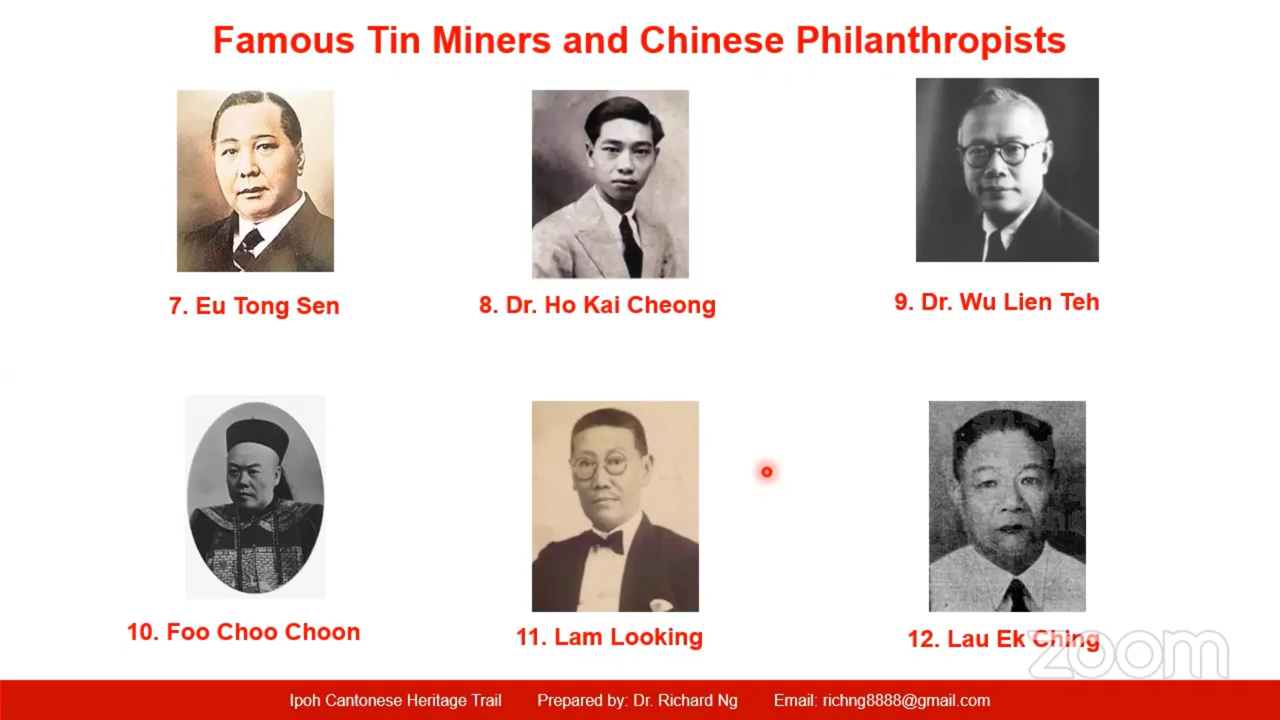 Famous Tin Miners and Chinese Philanthropists
7. Eu Tong Sen
8. Dr. Ho Kai Cheong
9. Dr. Wu Lien Teh
10. Foo Choo Choon
11. Lam Looking
12. Lau Ek Ching
zoom
Ipoh Cantonese Heritage Trail Prepared by: Dr. Richard Ng Email: richng8888@gmail.com